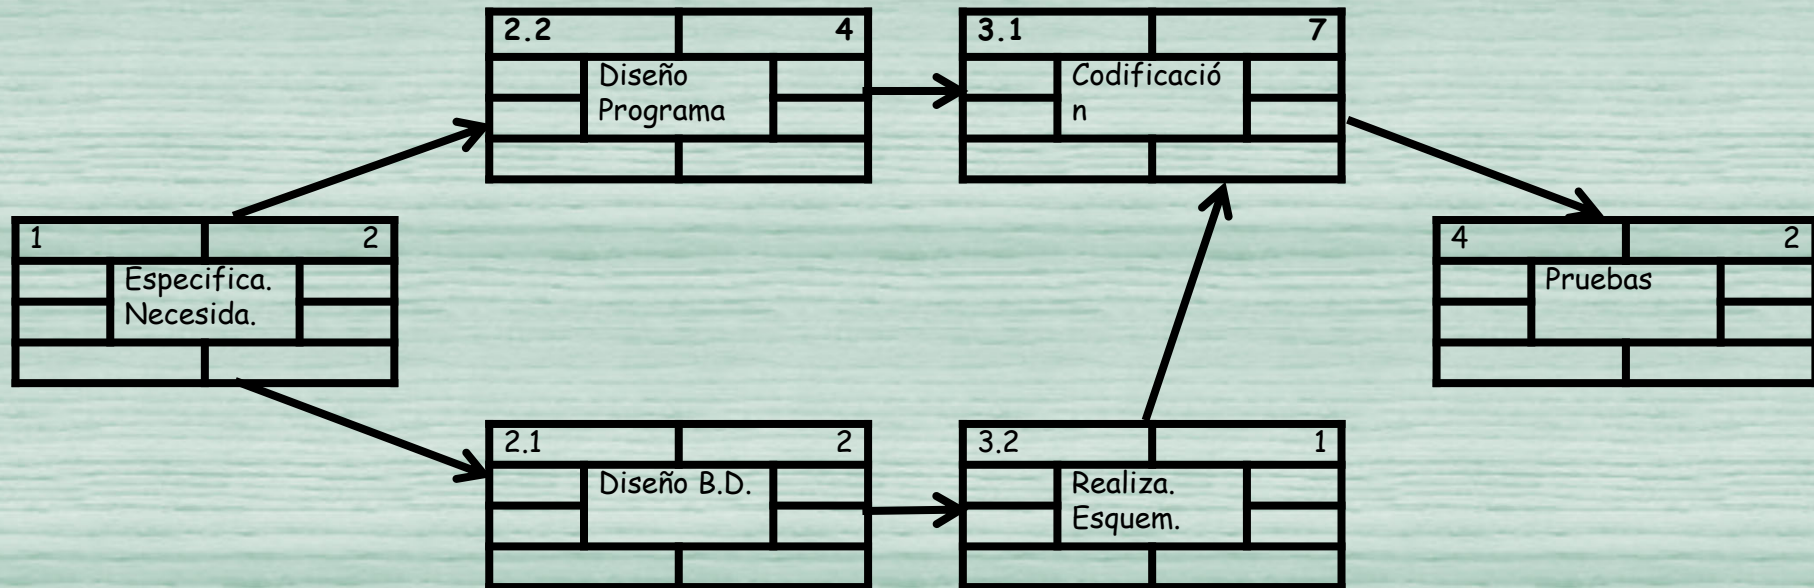 2.2 4
Diseño
Programa
3.1 7
Codificació
n
1 2
Especifica.
Necesida.
4 2
Pruebas
2.1 2
Diseño B.D.
3.2 1
Realiza.
Esquem.